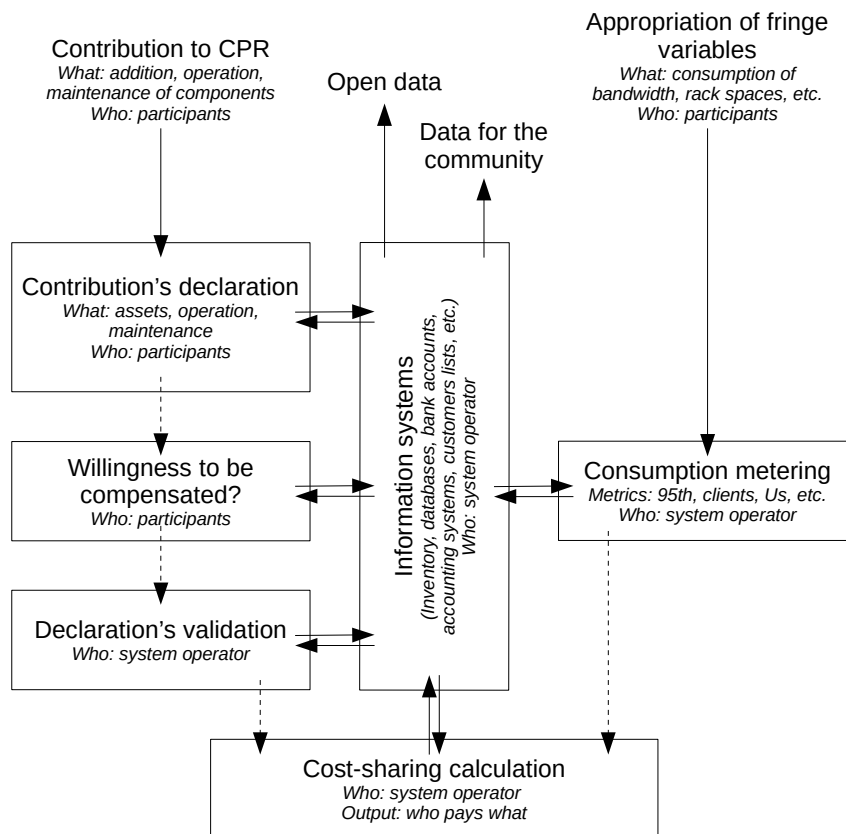 Contribution to CPR
What: addition, operation,
maintenance of components
Who: participants
Open data
Data for the
community
Appropriation of fringe
variables
What: consumption of
bandwidth, rack spaces, etc.
Who: participants
Contribution’s declaration
What: assets, operation,
maintenance
Who: participants
Willingness to be
compensated?
Who: participants
Declaration’s validation
Who: system operator
Information systems
(Inventory, databases, bank accounts,
accounting systems, customers lists, etc.)
Who: system operator
Consumption metering
Metrics: 95th, clients, Us, etc.
Who: system operator
Cost-sharing calculation
Who: system operator
Output: who pays what